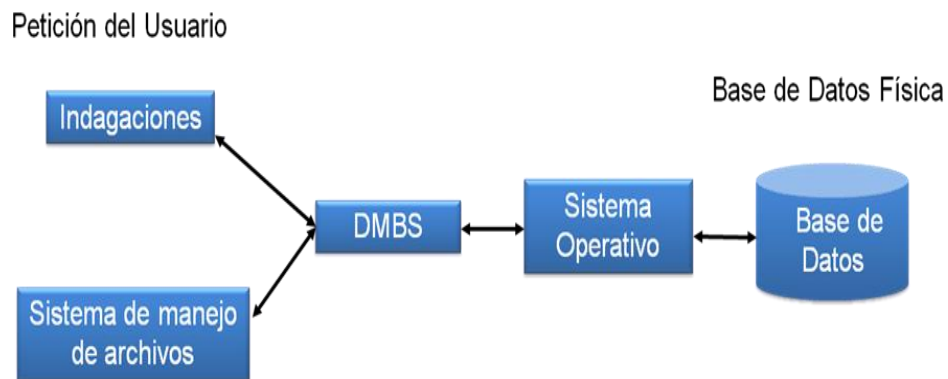 Petición del Usuario
Base de Datos Física
Indagaciones
DMBS
Sistema
Operativo
Base de
Datos
Sistema de manejo
de archivos